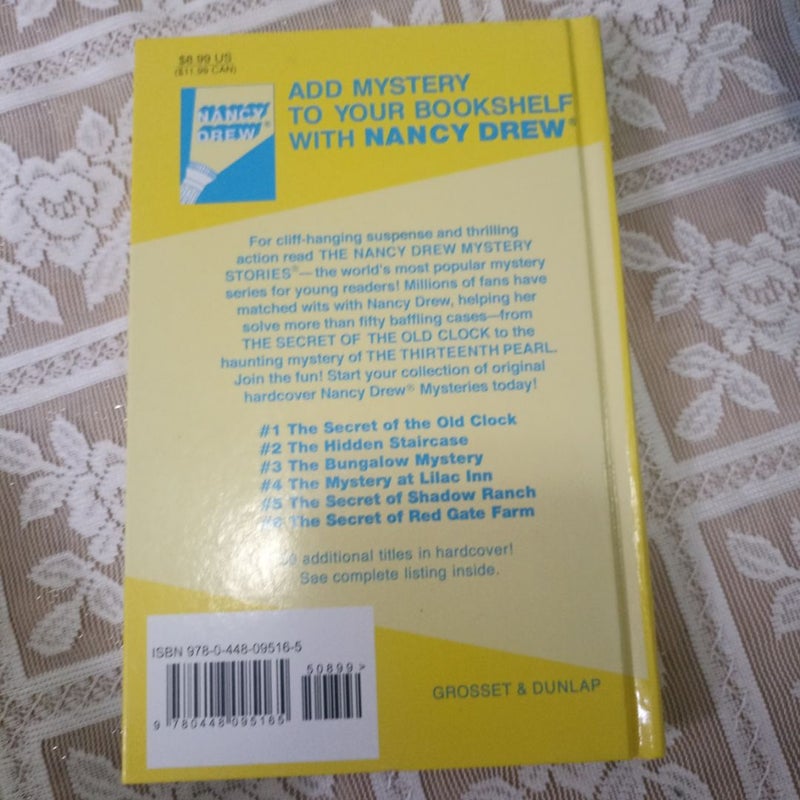 $8.99 US
($11.99 CAN)
NANCY
DREW®
ADD MYSTERY
TO YOUR BOOKSHELF
WITH NANCY DREW®
For cliff-hanging suspense and thrilling
action read THE NANCY DREW MYSTERY
STORIES®—the world's most popular mystery
series for young readers! Millions of fans have
matched wits with Nancy Drew, helping her
solve more than fifty baffling cases—from
THE SECRET OF THE OLD CLOCK to the
haunting mystery of THE THIRTEENTH PEARL.
Join the fun! Start your collection of original
hardcover Nancy Drew® Mysteries today!
#1 The Secret of the Old Clock
#2 The Hidden Staircase
#3 The Bungalow Mystery
#4 The Mystery at Lilac Inn
#5 The Secret of Shadow Ranch
#6 The Secret of Red Gate Farm
additional titles in hardcover!
See complete listing inside.
ISBN 978-0-448-09516-5
50899>
9 780448 095165
GROSSET & DUNLAP